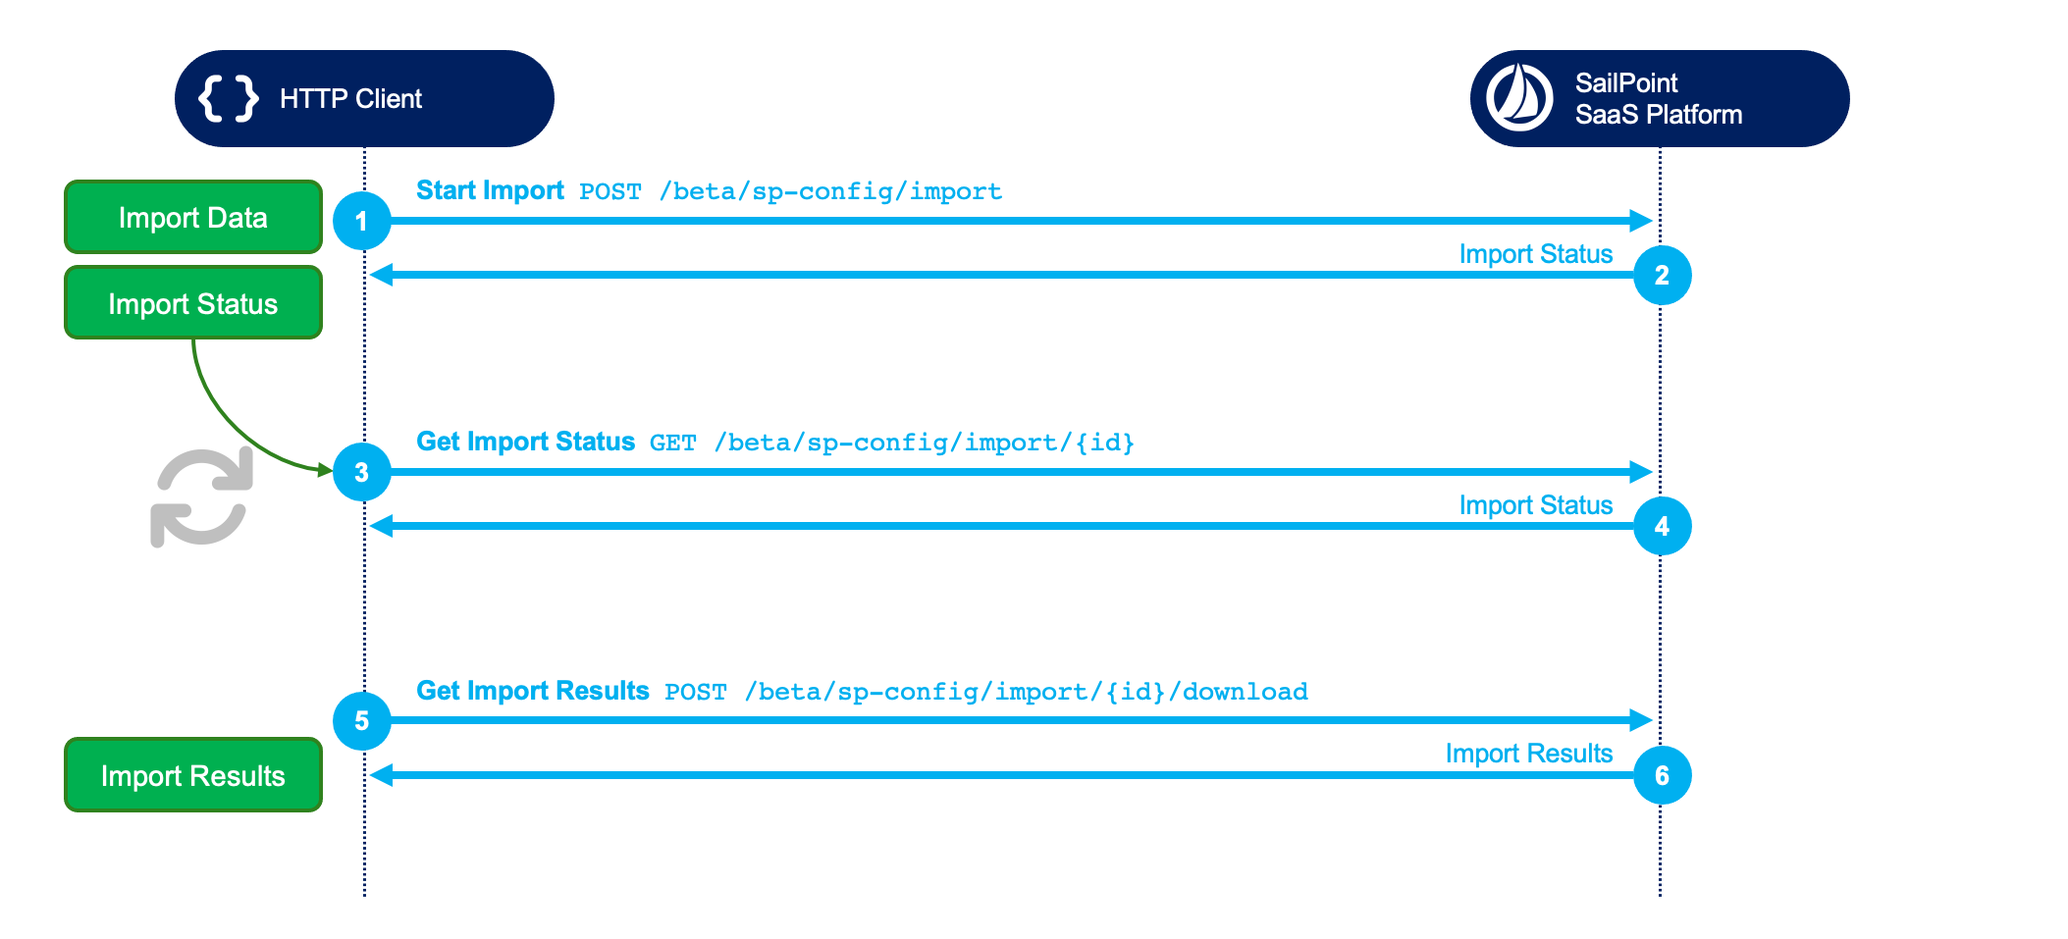 HTTP Client
SailPoint
SaaS Platform
Import Data
1
Start Import POST /beta/sp-config/import
Import Status
2
Import Status
3
Get Import Status GET /beta/sp-config/import/{id}
Import Status
4
5
Get Import Results POST /beta/sp-config/import/{id}/download
Import Results
6
Import Results